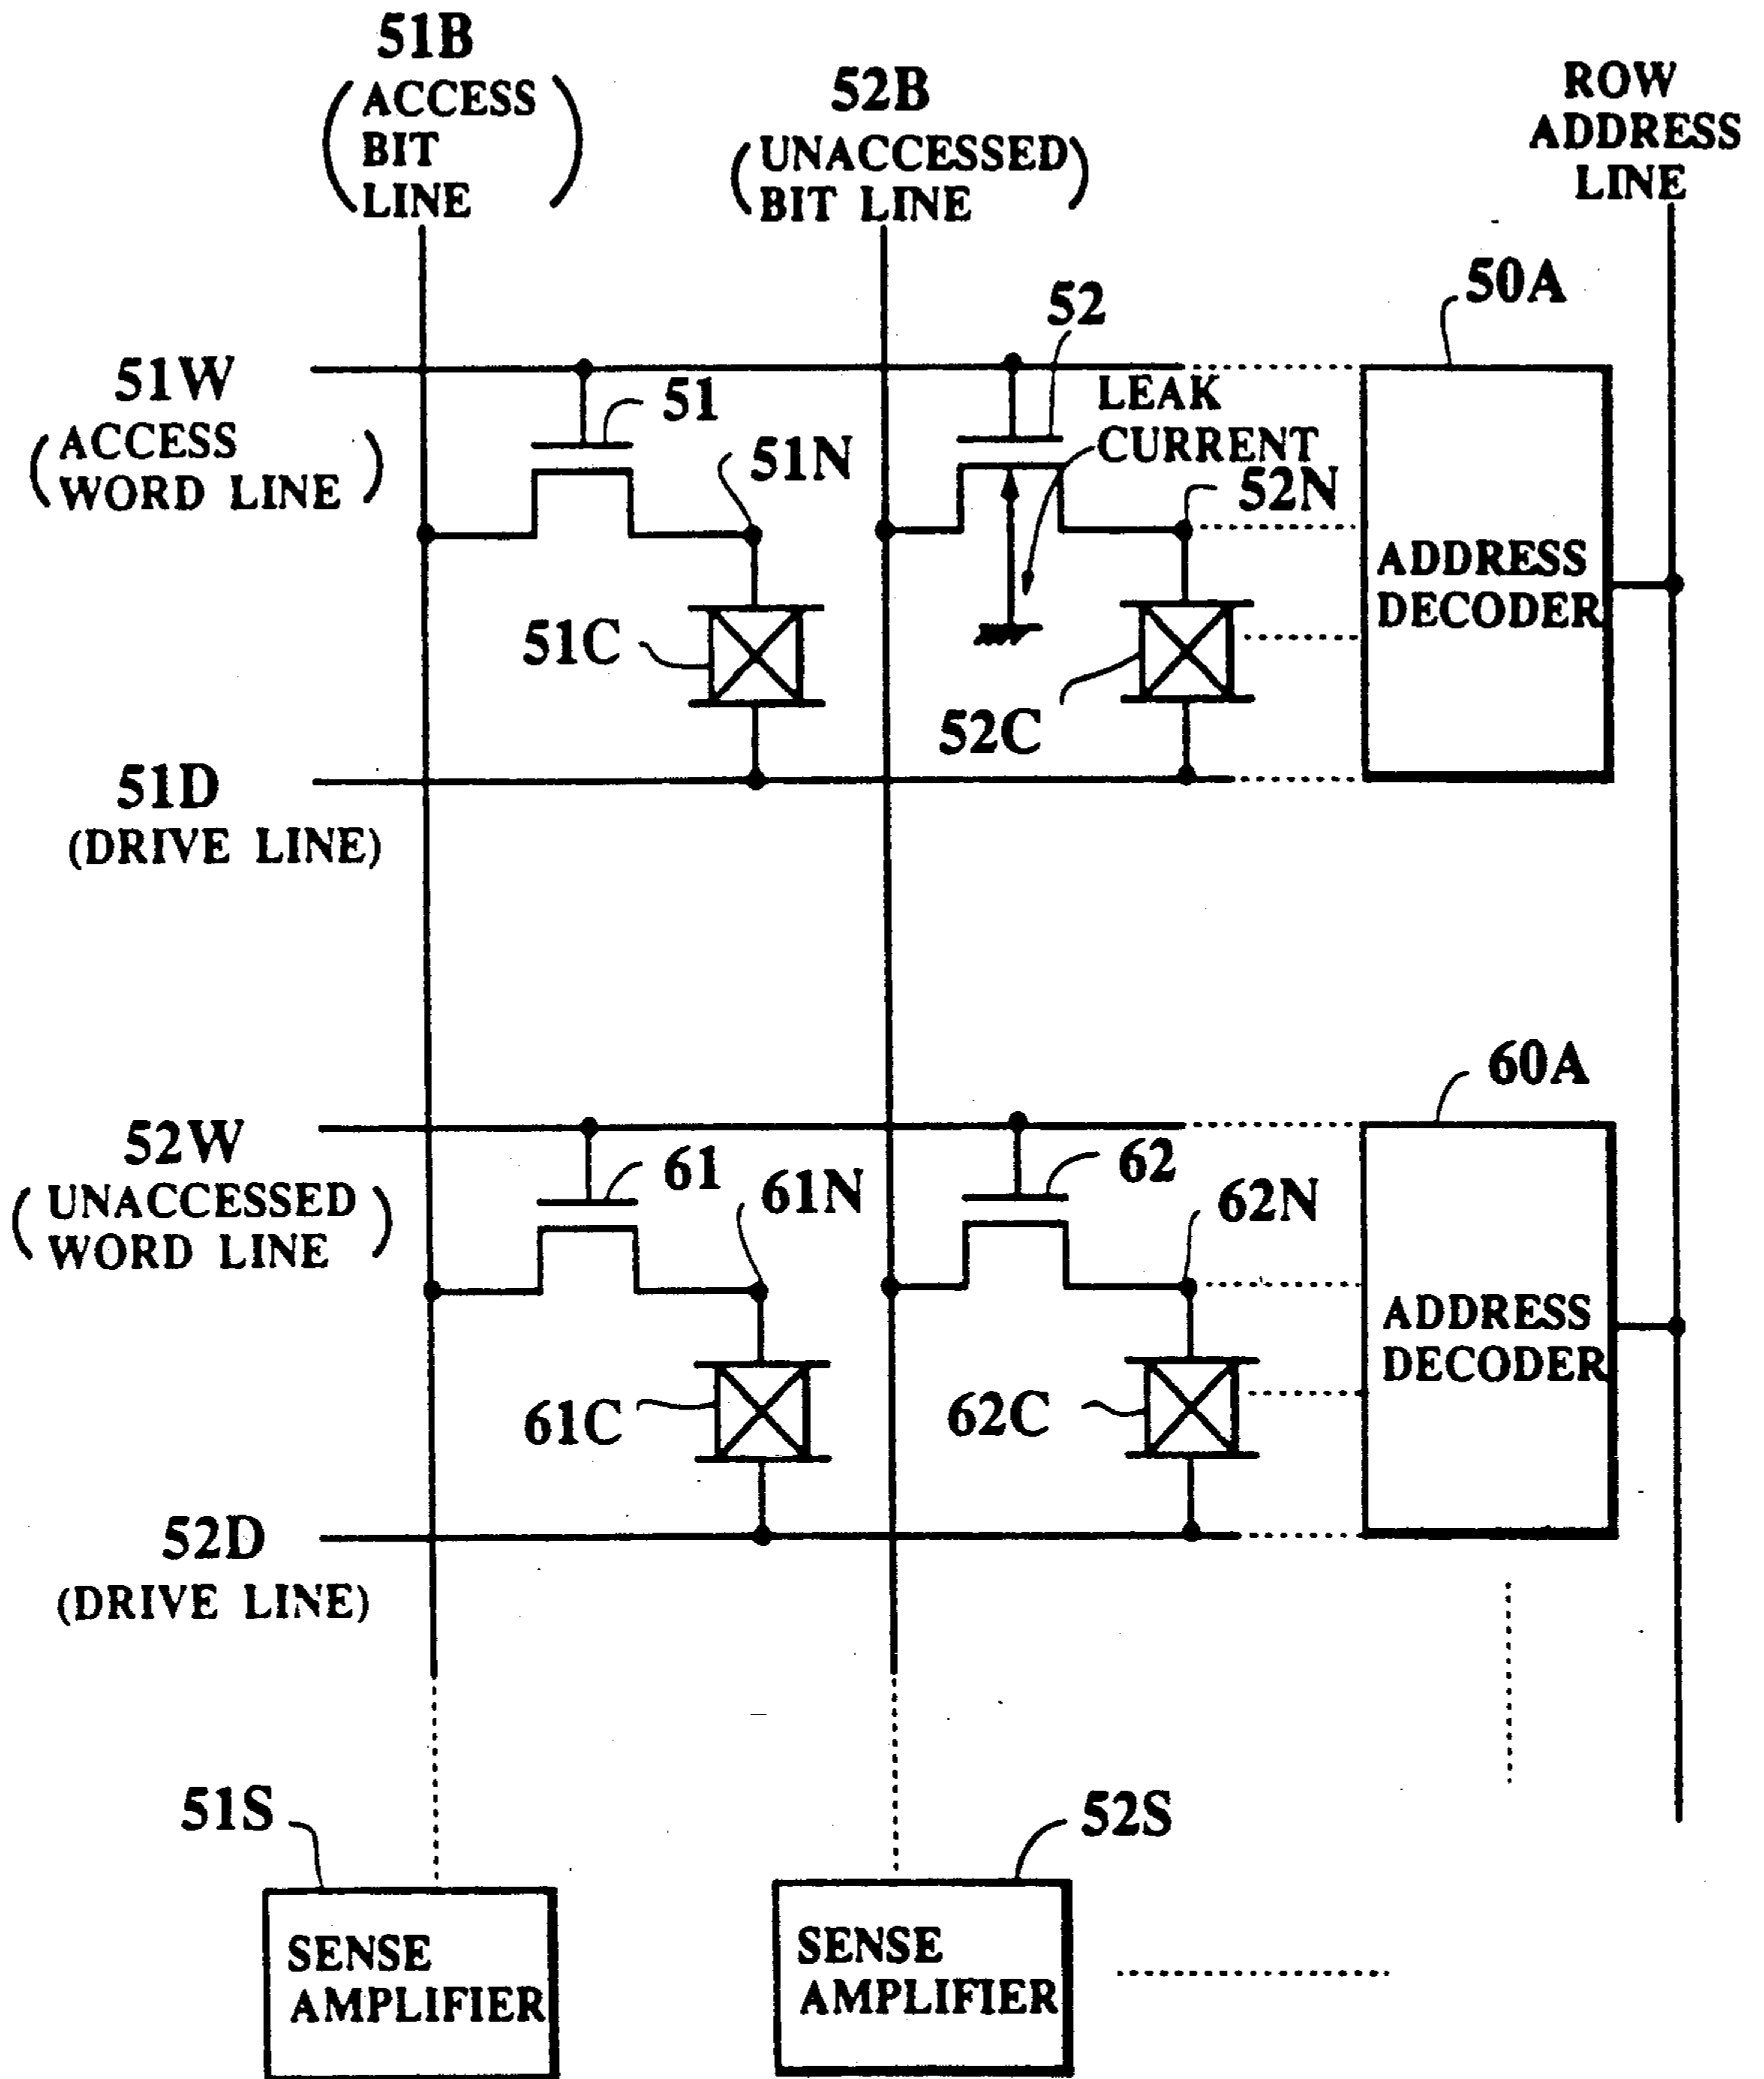 51B
(ACCESS
BIT
LINE)
52B
(UNACCESSED
BIT LINE)
ROW
ADDRESS
LINE
50A
52
51W
(ACCESS
WORD LINE)
51
51N
LEAK
CURRENT
52N
ADDRESS
DECODER
51C
52C
51D
(DRIVE LINE)
60A
52W
(UNACCESSED
WORD LINE)
61
61N
62
62N
ADDRESS
DECODER
61C
62C
52D
(DRIVE LINE)
51S
52S
SENSE
AMPLIFIER
SENSE
AMPLIFIER